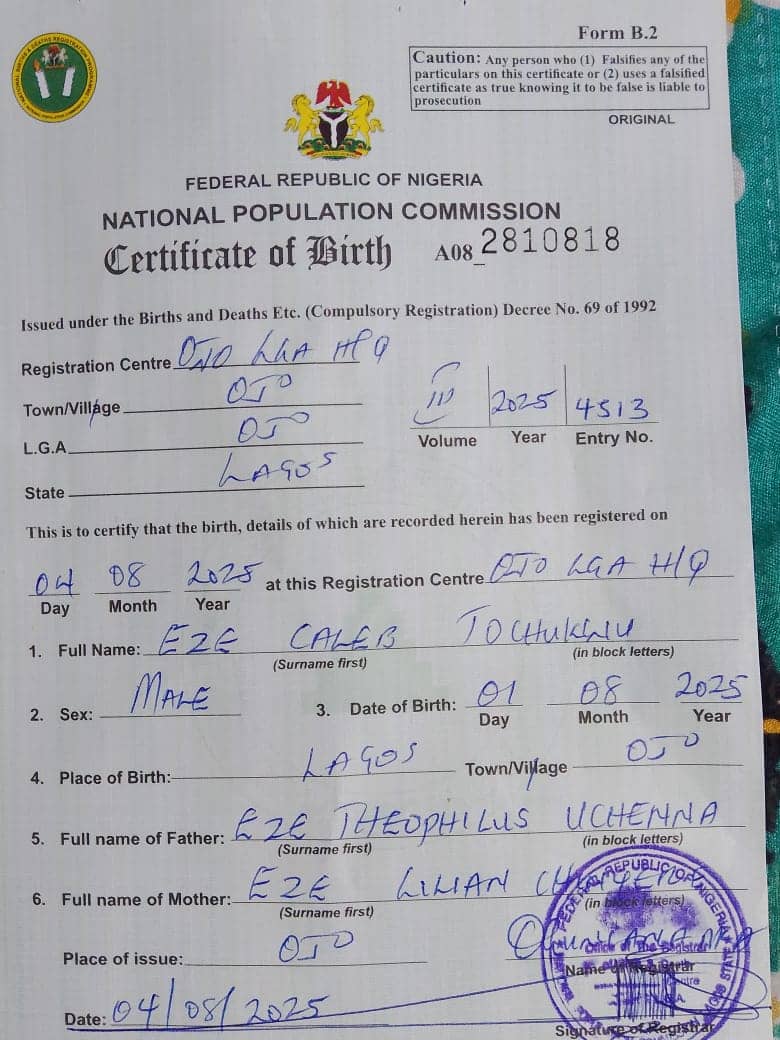 Form B.2
Caution: Any person who (1) Falsifies any of the
particulars on this certificate or (2) uses a falsified
certificate as true knowing it to be false is liable to
prosecution
ORIGINAL
FEDERAL REPUBLIC OF NIGERIA
NATIONAL POPULATION COMMISSION
Certificate of Birth A08_2810818
Issued under the Births and Deaths Etc. (Compulsory Registration) Decree No. 69 of 1992
Registration Centre OJO LGA H/Q
Town/Village OJO
L.G.A. OJO
State LAGOS
III 2025 4513
Volume Year Entry No.
This is to certify that the birth, details of which are recorded herein has been registered on
04 08 2025 at this Registration Centre OJO LGA H/Q
Day Month Year
1. Full Name: EZE CALEB TOCHUKWU
(Surname first) (in block letters)
2. Sex: MALE 3. Date of Birth: 01 08 2025
Day Month Year
4. Place of Birth: LAGOS Town/Village OJO
5. Full name of Father: EZE THEOPHILUS UCHENNA
(Surname first) (in block letters)
6. Full name of Mother: EZE LILIAN
(Surname first) (in block letters)
Place of issue: OJO
Name of Registrar
Date: 04/08/2025
Signature of Registrar
FEDERAL REPUBLIC OF NIGERIA
Office of The Registrar